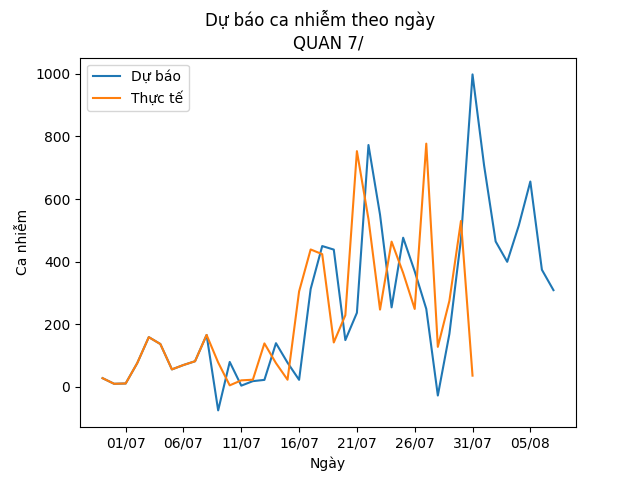 Dự báo ca nhiễm theo ngày
QUAN 7/
Dự báo
Thực tế
Ca nhiễm
1000
800
600
400
200
0
01/07
06/07
11/07
16/07
21/07
26/07
31/07
05/08
Ngày